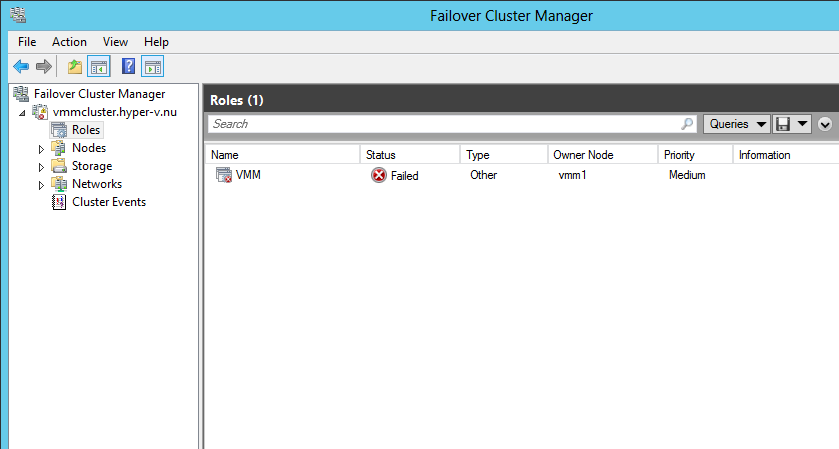 Failover Cluster Manager
File Action View Help
Failover Cluster Manager
vmmcluster.hyper-v.nu
Roles
Nodes
Storage
Networks
Cluster Events
Roles (1)
Search
Queries
Name Status Type Owner Node Priority Information
VMM Failed Other vmm1 Medium